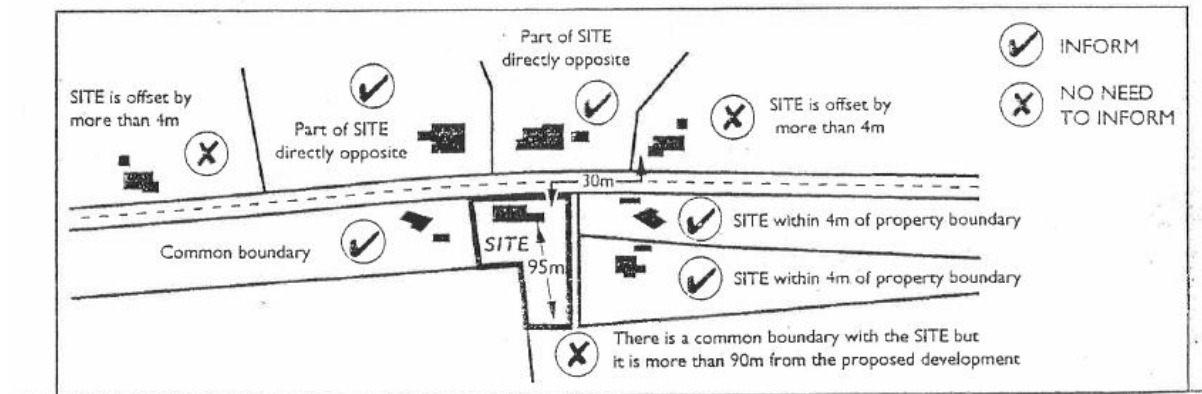 Part of SITE
directly opposite
Part of SITE
directly opposite
INFORM
NO NEED
TO INFORM
SITE is offset by
more than 4m
SITE is offset by
more than 4m
30m
Common boundary
SITE
95m
SITE within 4m of property boundary
SITE within 4m of property boundary
There is a common boundary with the SITE but
it is more than 90m from the proposed development